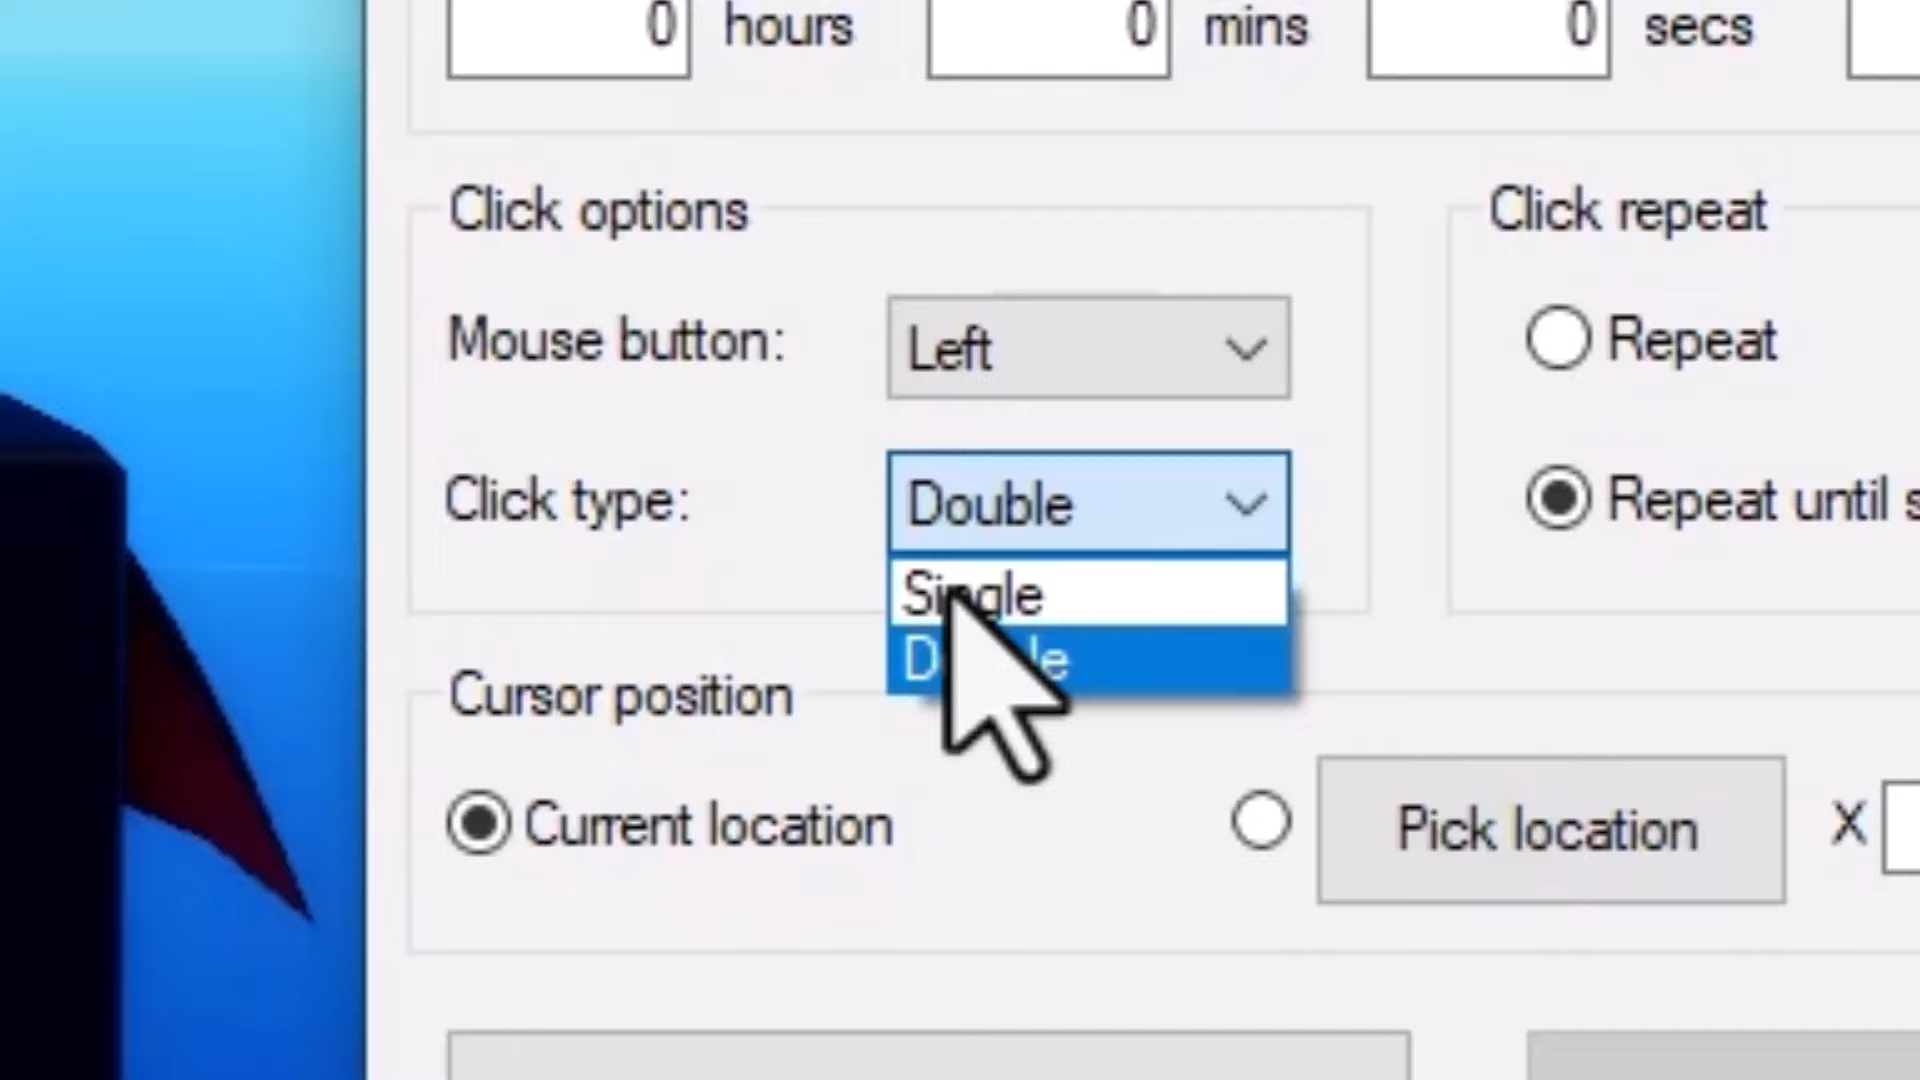 0 hours 0 mins 0 secs
Click options
Click repeat
Mouse button: Left
Repeat
Click type: Double
Repeat until s
Single
Double
Cursor position
Current location
Pick location X